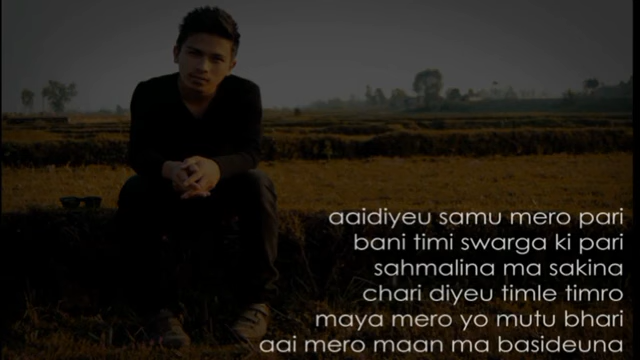 aaidiyeu samu mero pari
bani timi swarga ki pari
sahmalina ma sakina
chari diyeu timle timro
maya mero yo mutu bhari
aai mero maan ma basideuna